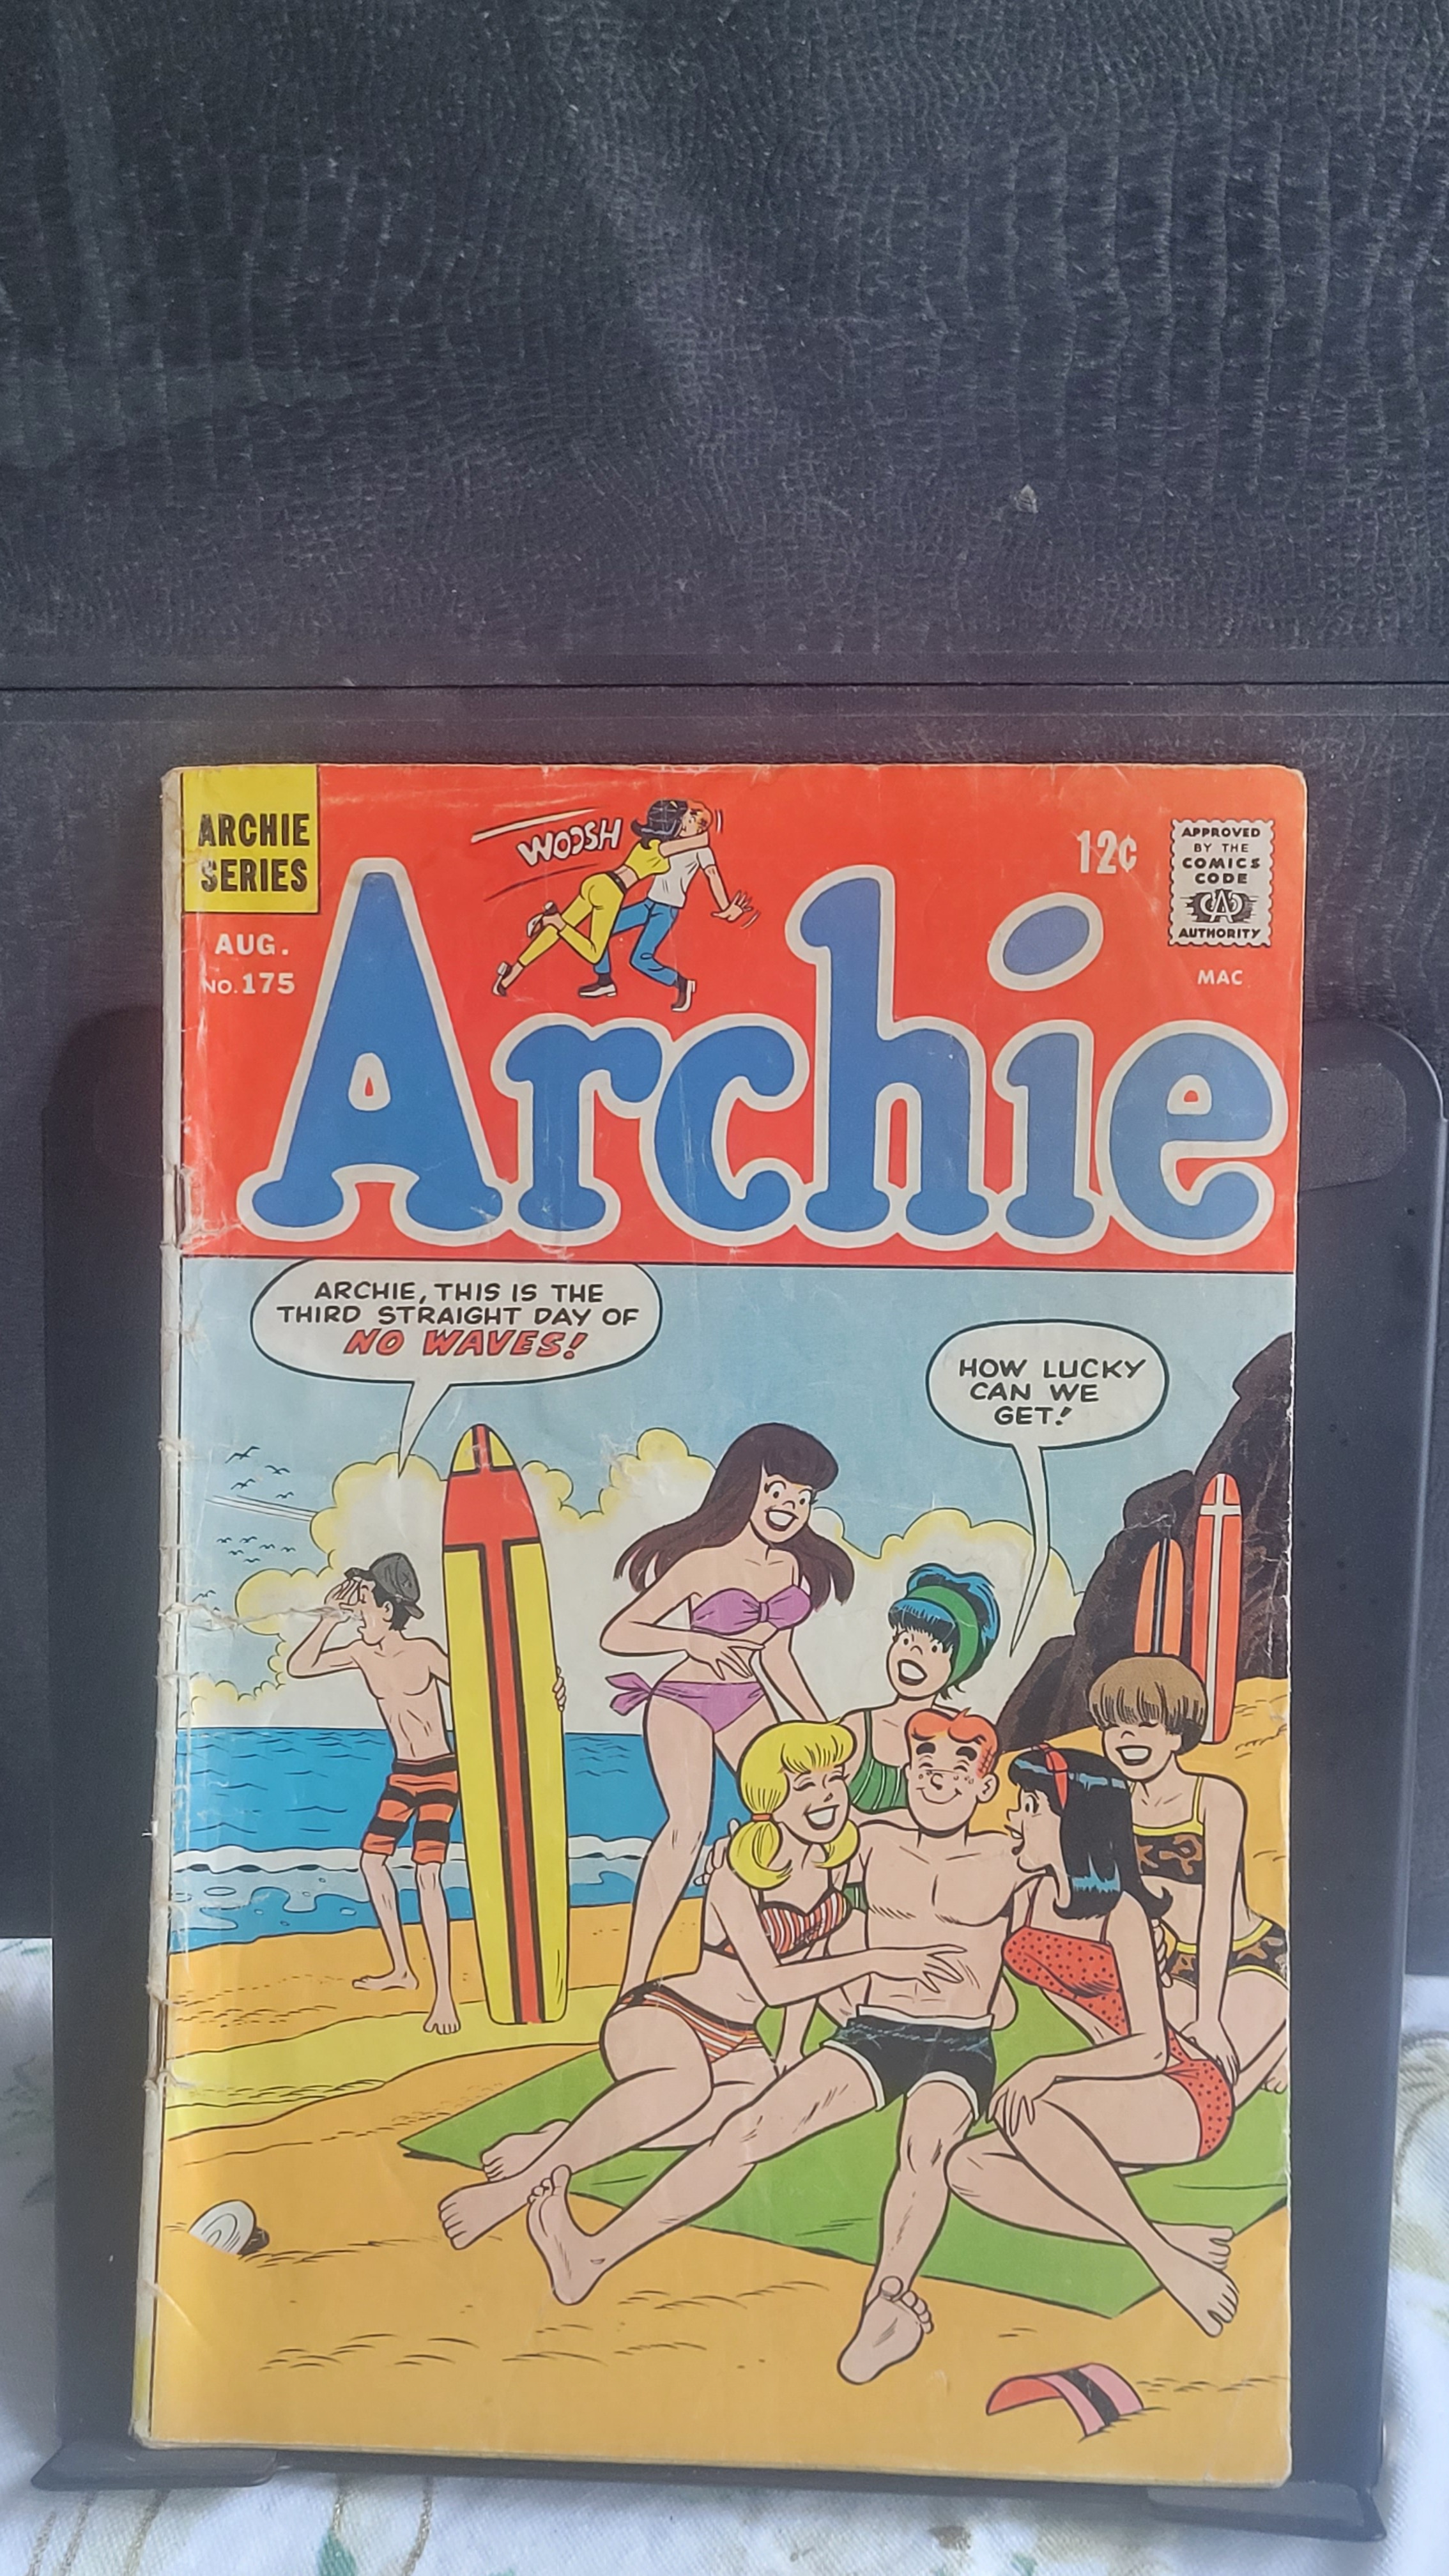 ARCHIE
SERIES
AUG.
NO. 175
WOOSH
12¢
APPROVED
BY THE
COMICS
CODE
CA
AUTHORITY
MAC
Archie
ARCHIE, THIS IS THE
THIRD STRAIGHT DAY OF
NO WAVES!
HOW LUCKY
CAN WE
GET!